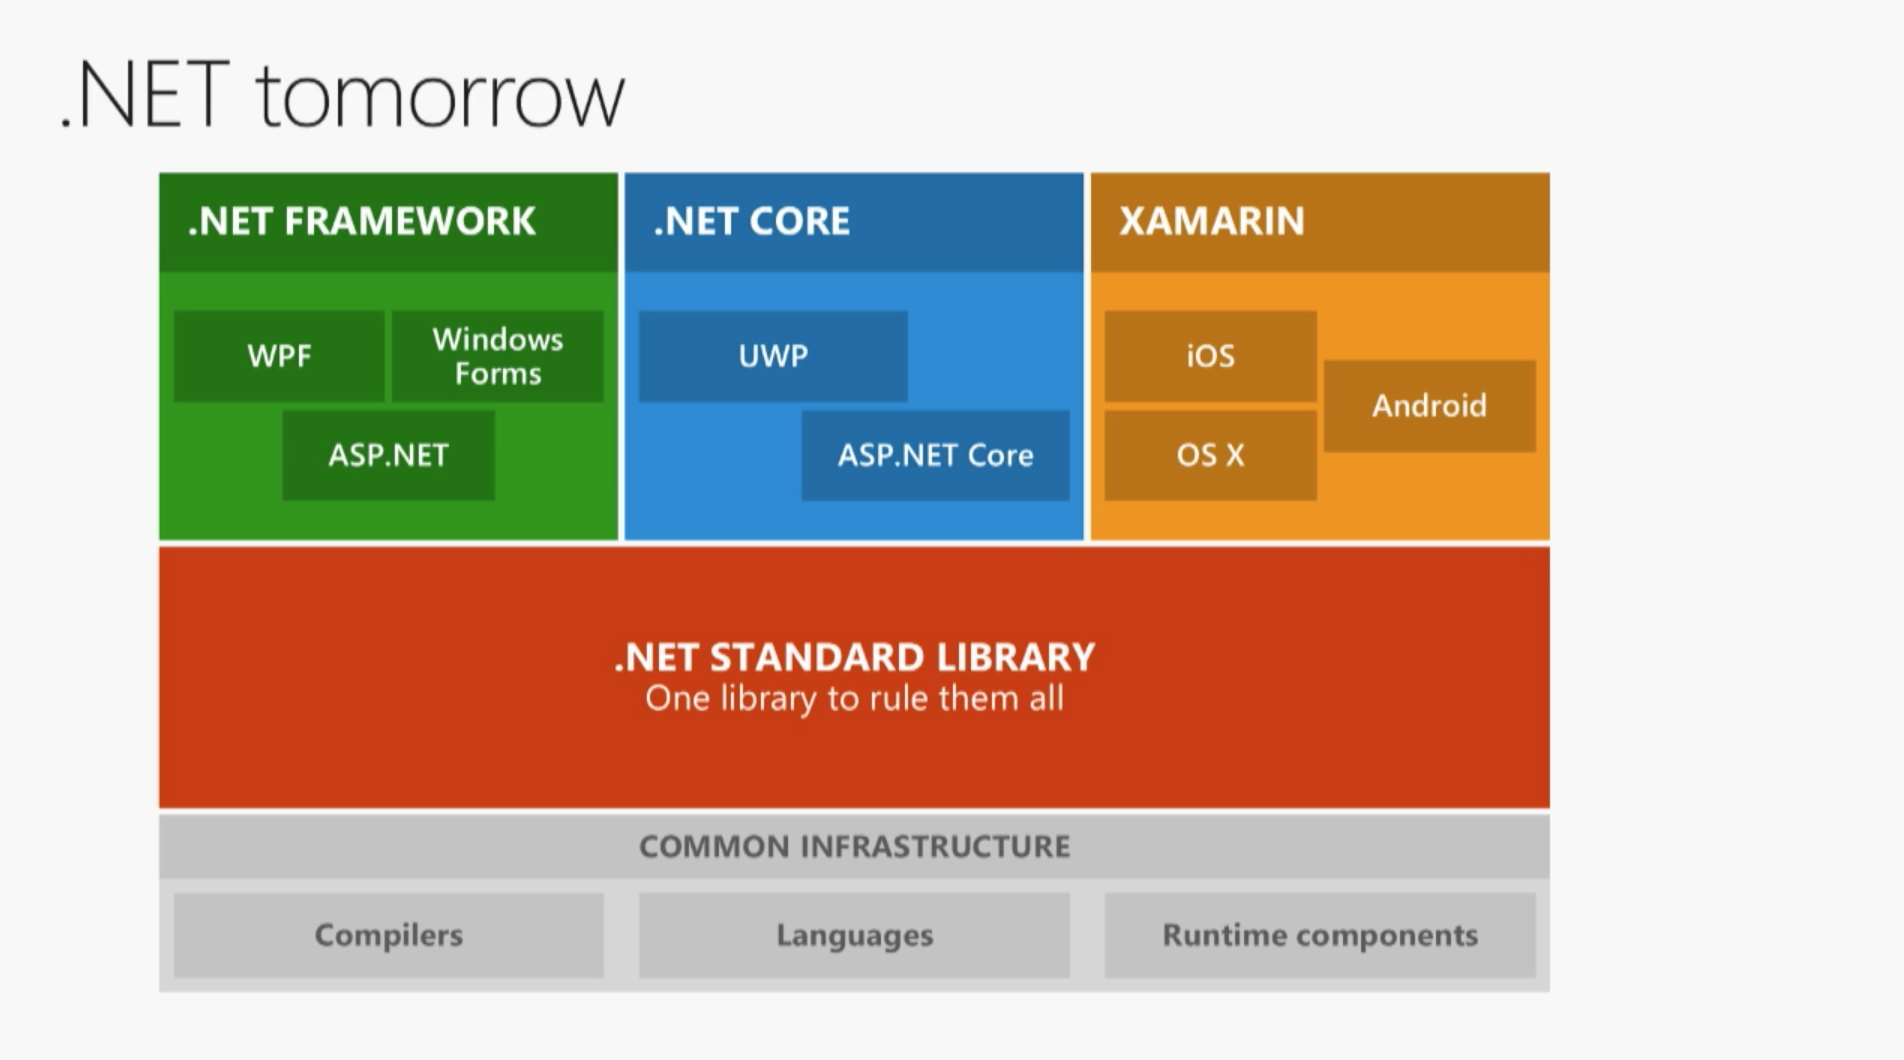 .NET tomorrow
.NET FRAMEWORK
WPF
Windows
Forms
ASP.NET
.NET CORE
UWP
ASP.NET Core
XAMARIN
iOS
Android
OS X
.NET STANDARD LIBRARY
One library to rule them all
COMMON INFRASTRUCTURE
Compilers
Languages
Runtime components